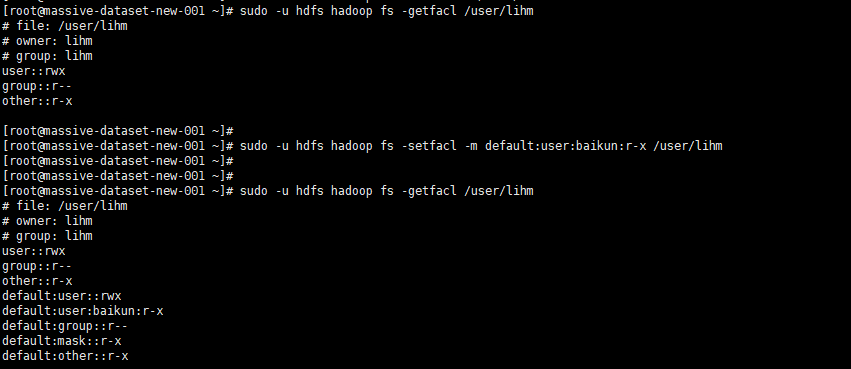 [root@massive-dataset-new-001 ~]# sudo -u hdfs hadoop fs -getfacl /user/lihm
# file: /user/lihm
# owner: lihm
# group: lihm
user::rwx
group::r--
other::r-x
[root@massive-dataset-new-001 ~]#
[root@massive-dataset-new-001 ~]# sudo -u hdfs hadoop fs -setfacl -m default:user:baikun:r-x /user/lihm
[root@massive-dataset-new-001 ~]#
[root@massive-dataset-new-001 ~]#
[root@massive-dataset-new-001 ~]# sudo -u hdfs hadoop fs -getfacl /user/lihm
# file: /user/lihm
# owner: lihm
# group: lihm
user::rwx
group::r--
other::r-x
default:user::rwx
default:user:baikun:r-x
default:group::r--
default:mask::r-x
default:other::r-x